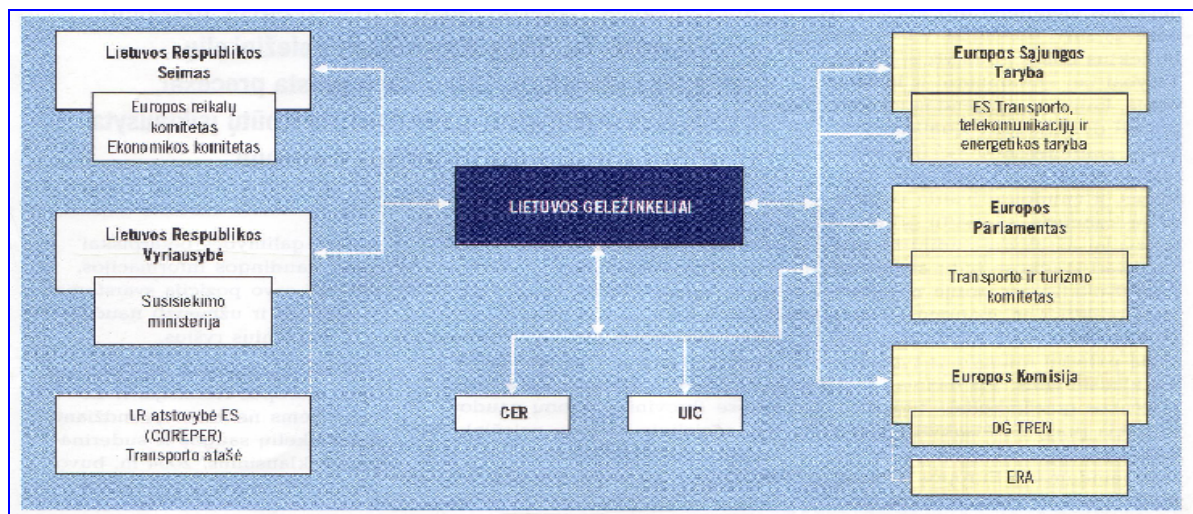 Lietuvos Respublikos
Seimas
Europos reikalų
komitetas
Ekonomikos komitetas
Lietuvos Respublikos
Vyriausybė
Susisiekimo
ministerija
LR atstovybė ES
(COREPER)
Transporto atašė
LIETUVOS GELEŽINKELIAI
CER
UIC
Europos Sąjungos
Taryba
ES Transporto,
telekomunikacijų ir
energetikos taryba
Europos
Parlamentas
Transporto ir turizmo
komitetas
Europos Komisija
DG TREN
ERA